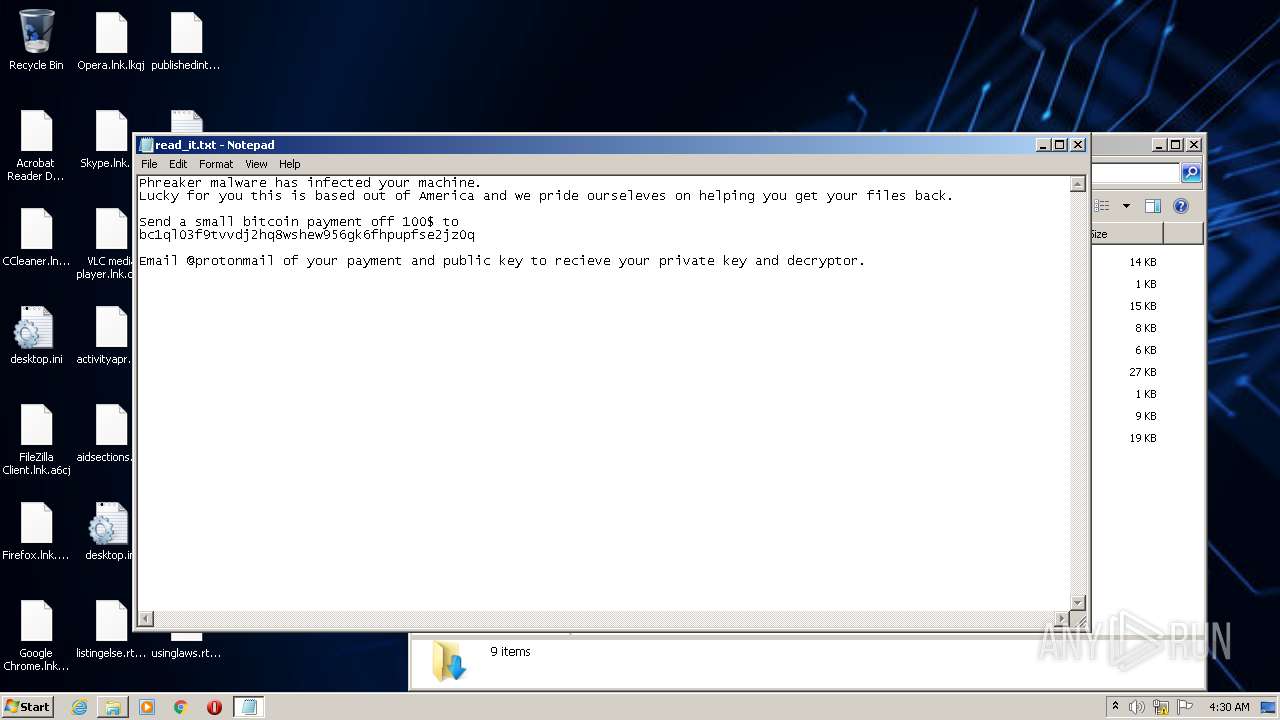 Recycle Bin
Opera.lnk.lkqj
publishedint...
Acrobat
Reader D...
Skype.lnk.
CCleaner.ln...
VLC medi
player.lnk.c
desktop.ini
activityapr.
FileZilla
Client.lnk.a6cj
aidsections.
Firefox.lnk....
desktop.in
Google
Chrome.lnk...
listingelse.rt...
usinglaws.rt...
read_it.txt - Notepad
File Edit Format View Help
Phreaker malware has infected your machine.
Lucky for you this is based out of America and we pride ourseleves on helping you get your files back.
Send a small bitcoin payment off 100$ to
bc1ql03f9tvvdj2hq8wshew956gk6fhpupfse2jz0q
Email @protonmail of your payment and public key to recieve your private key and decryptor.
Size
14 KB
1 KB
15 KB
8 KB
6 KB
27 KB
1 KB
9 KB
19 KB
9 items
ANY RUN
Start
4:30 AM